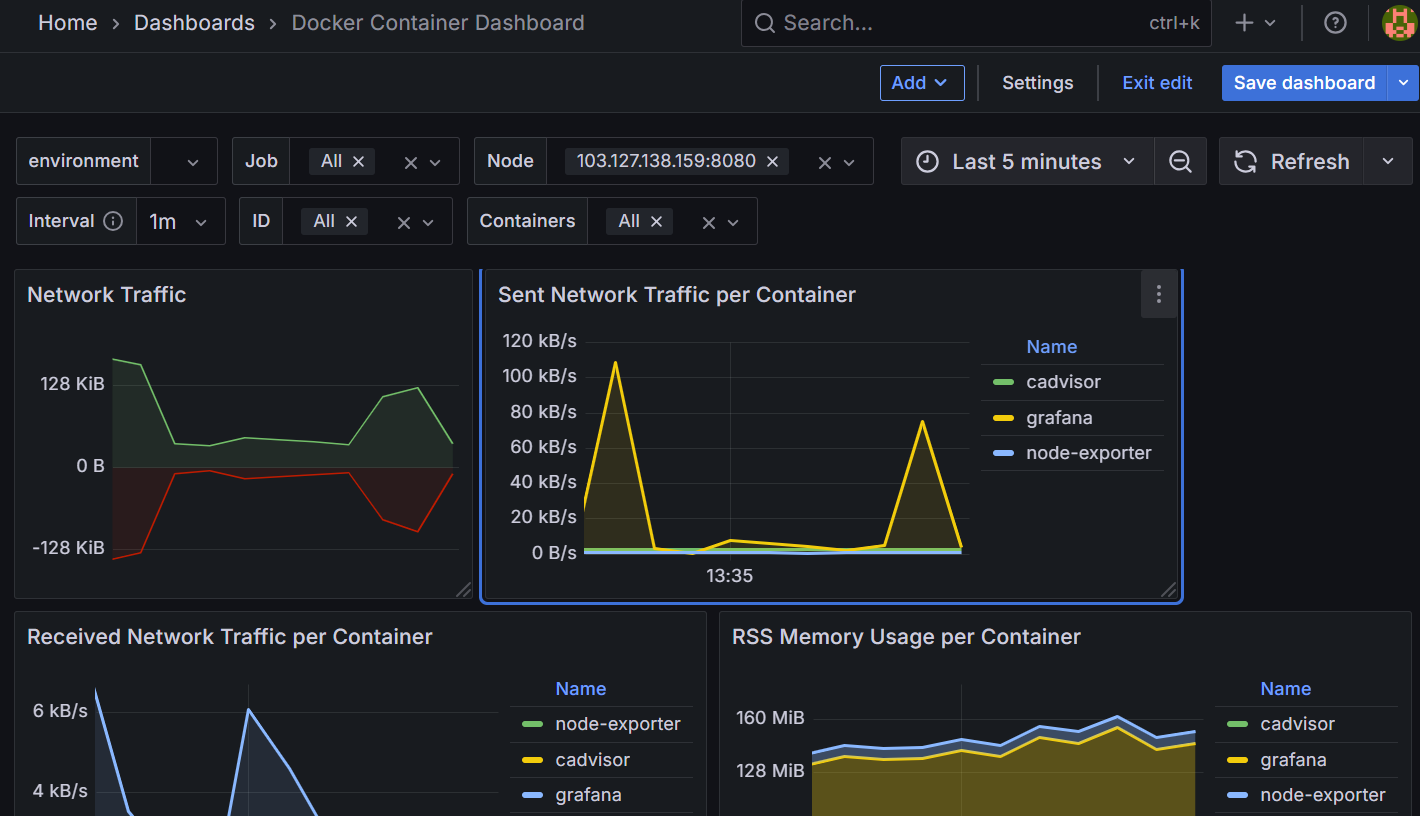 Home > Dashboards > Docker Container Dashboard
Search... ctrl+k
Add Settings Exit edit Save dashboard
environment Job All Node 103.127.138.159:8080 Last 5 minutes Refresh
Interval 1m ID All Containers All
Network Traffic
128 KiB
0 B
-128 KiB
Sent Network Traffic per Container
120 kB/s
100 kB/s
80 kB/s
60 kB/s
40 kB/s
20 kB/s
0 B/s
13:35
Name
cadvisor
grafana
node-exporter
Received Network Traffic per Container
6 kB/s
4 kB/s
Name
node-exporter
cadvisor
grafana
RSS Memory Usage per Container
160 MiB
128 MiB
Name
cadvisor
grafana
node-exporter